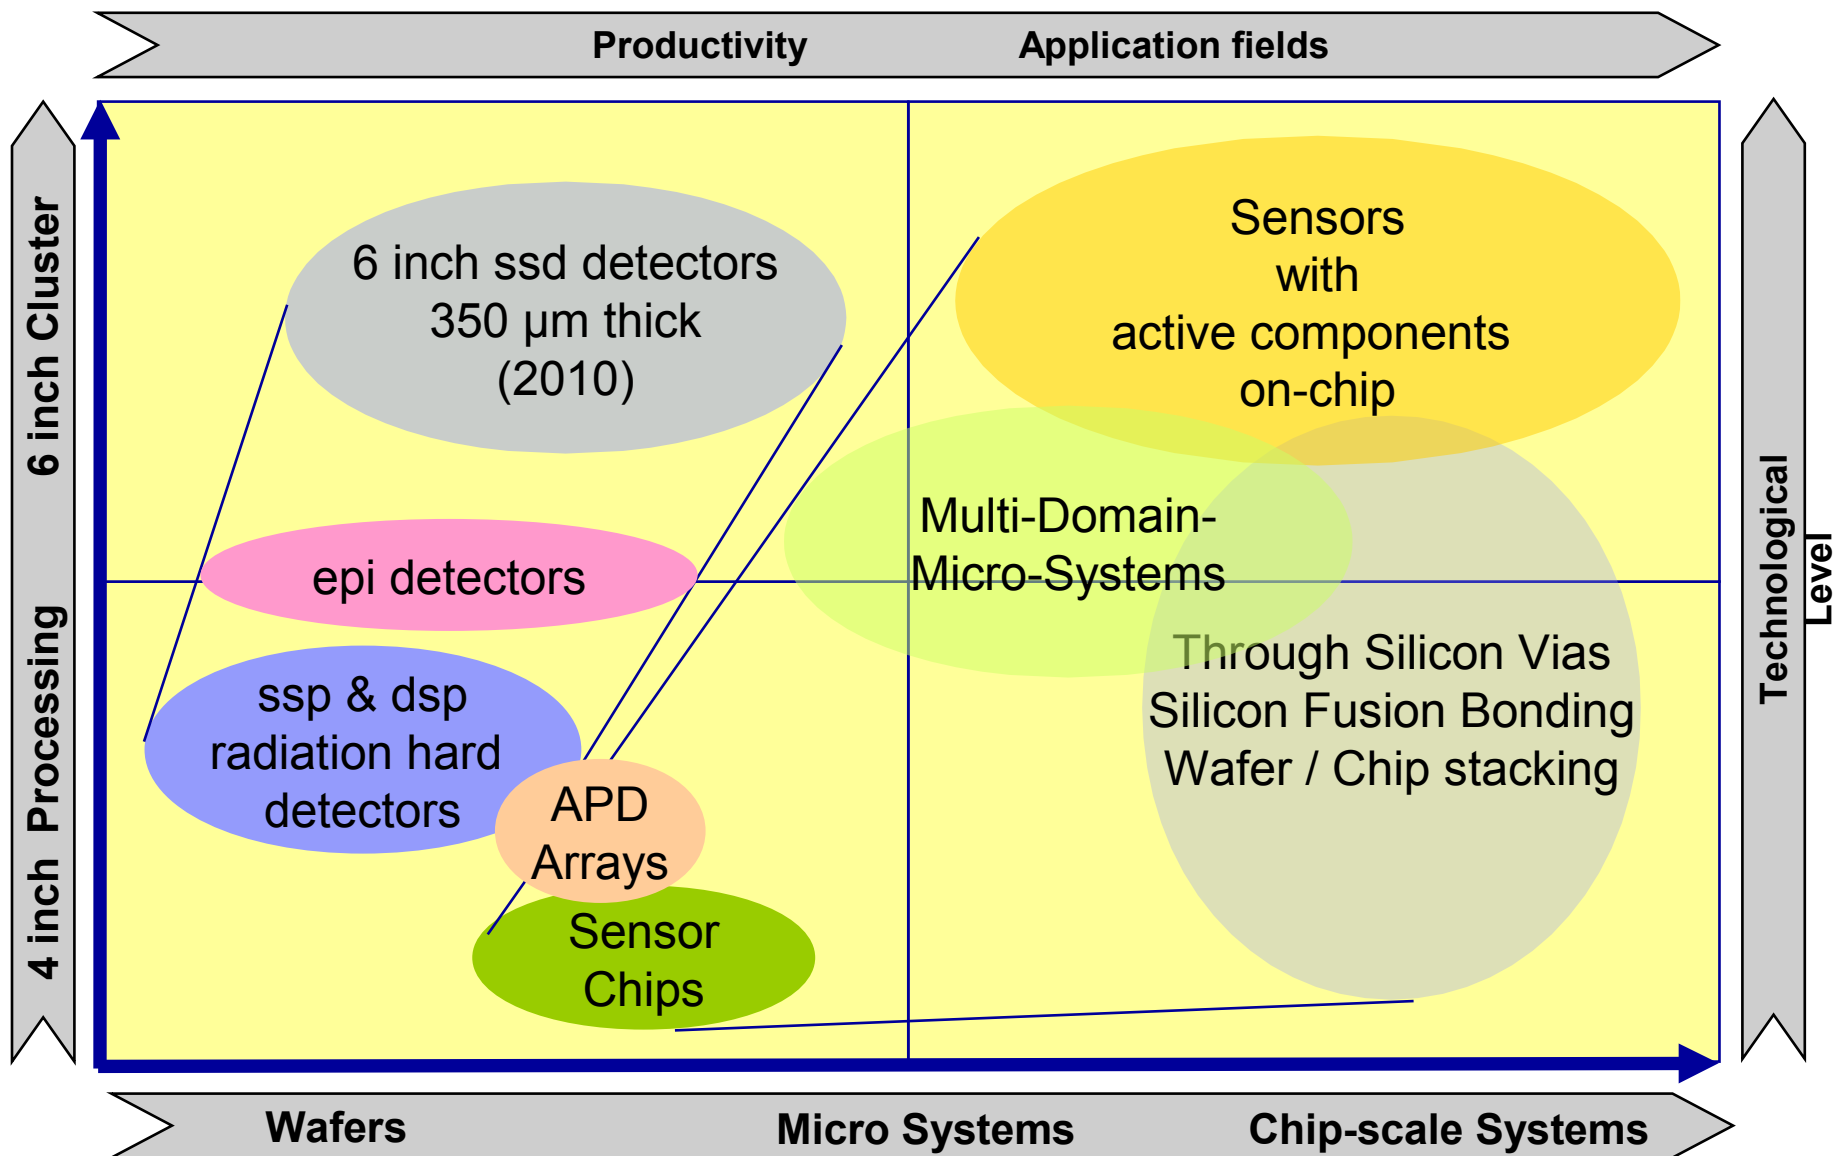 Productivity Application fields
6 inch Cluster
4 inch Processing
6 inch ssd detectors
350 µm thick
(2010)
Sensors
with
active components
on-chip
Multi-Domain-
Micro-Systems
epi detectors
ssp & dsp
radiation hard
detectors
APD
Arrays
Sensor
Chips
Through Silicon Vias
Silicon Fusion Bonding
Wafer / Chip stacking
Technological
Level
Wafers Micro Systems Chip-scale Systems